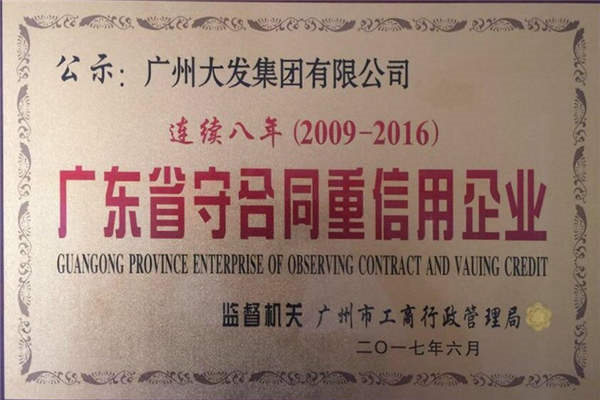 公示：广州大发集团有限公司
连续八年(2009-2016)
广东省守合同重信用企业
GUANGONG PROVINCE ENTERPRISE OF OBSERVING CONTRACT AND VAUING CREDIT
监督机关 广州市工商行政管理局
二〇一七年六月